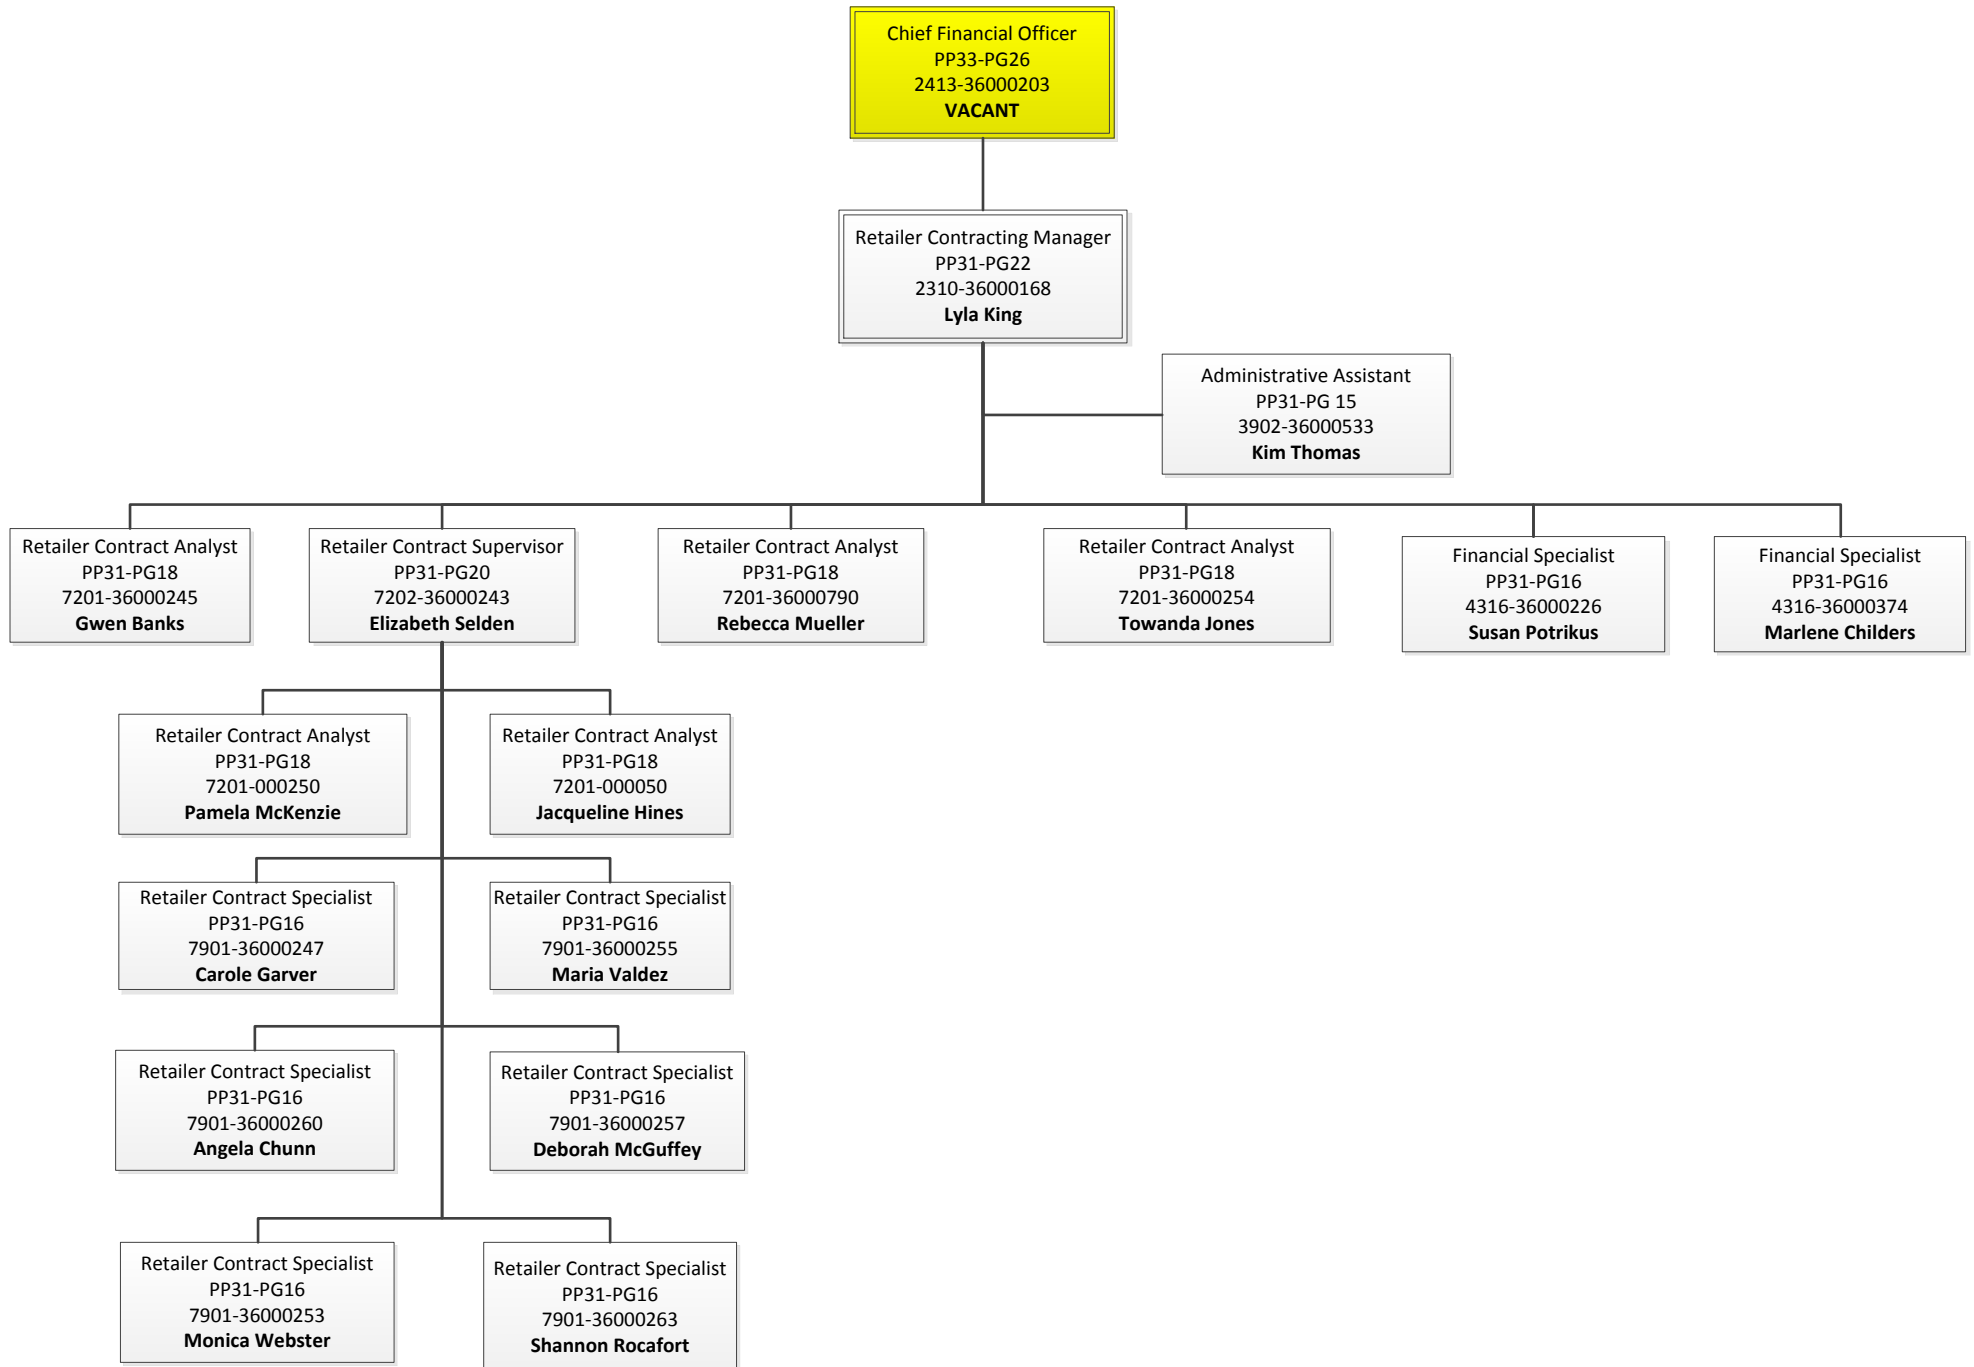 Chief Financial Officer
PP33-PG26
2413-36000203
VACANT
Retailer Contracting Manager
PP31-PG22
2310-36000168
Lyla King
Administrative Assistant
PP31-PG 15
3902-36000533
Kim Thomas
Retailer Contract Analyst
PP31-PG18
7201-36000245
Gwen Banks
Retailer Contract Supervisor
PP31-PG20
7202-36000243
Elizabeth Selden
Retailer Contract Analyst
PP31-PG18
7201-36000790
Rebecca Mueller
Retailer Contract Analyst
PP31-PG18
7201-36000254
Towanda Jones
Financial Specialist
PP31-PG16
4316-36000226
Susan Potrikus
Financial Specialist
PP31-PG16
4316-36000374
Marlene Childers
Retailer Contract Analyst
PP31-PG18
7201-000250
Pamela McKenzie
Retailer Contract Analyst
PP31-PG18
7201-000050
Jacqueline Hines
Retailer Contract Specialist
PP31-PG16
7901-36000247
Carole Garver
Retailer Contract Specialist
PP31-PG16
7901-36000255
Maria Valdez
Retailer Contract Specialist
PP31-PG16
7901-36000260
Angela Chunn
Retailer Contract Specialist
PP31-PG16
7901-36000257
Deborah McGuffey
Retailer Contract Specialist
PP31-PG16
7901-36000253
Monica Webster
Retailer Contract Specialist
PP31-PG16
7901-36000263
Shannon Rocafort